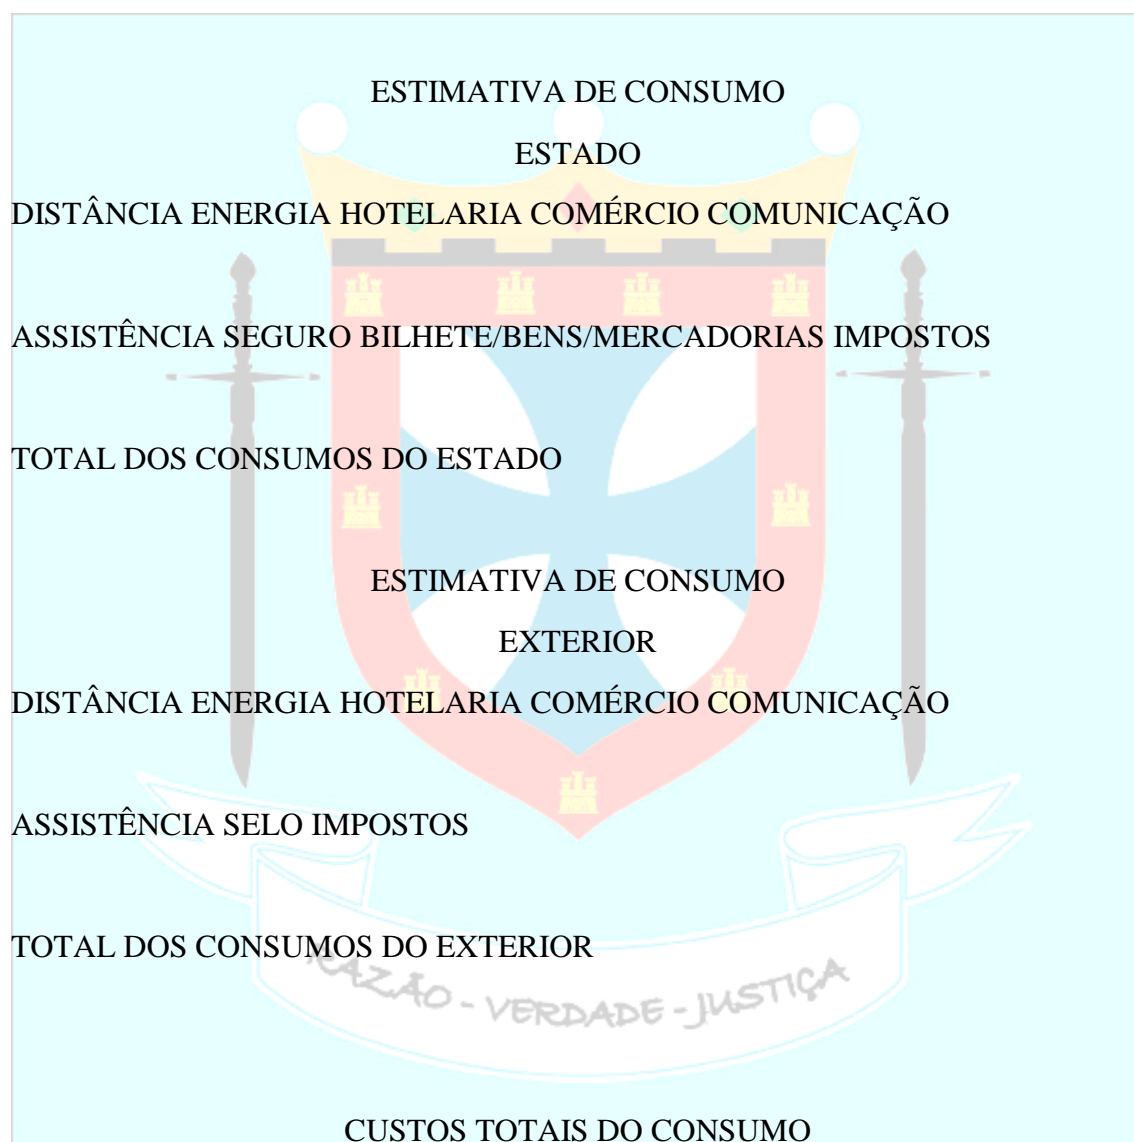 ESTIMATIVA DE CONSUMO
ESTADO
DISTÂNCIA ENERGIA HOTELARIA COMÉRCIO COMUNICAÇÃO
ASSISTÊNCIA SEGURO BILHETE/BENS/MERCADORIAS IMPOSTOS
TOTAL DOS CONSUMOS DO ESTADO
ESTIMATIVA DE CONSUMO
EXTERIOR
DISTÂNCIA ENERGIA HOTELARIA COMÉRCIO COMUNICAÇÃO
ASSISTÊNCIA SELO IMPOSTOS
TOTAL DOS CONSUMOS DO EXTERIOR
RAZÃO - VERDADE - JUSTIÇA
CUSTOS TOTAIS DO CONSUMO